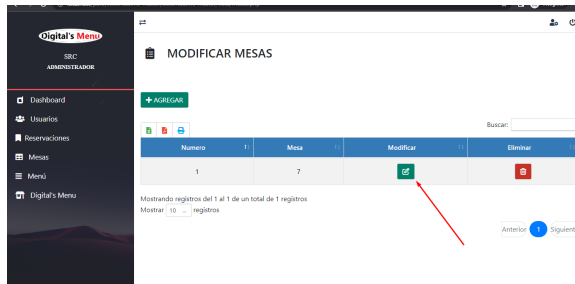 Digital's Menu
SRC
ADMINISTRADOR
Dashboard
Usuarios
Reservaciones
Mesas
Menú
Digital's Menu
MODIFICAR MESAS
+ AGREGAR
Buscar:
Numero Mesa Modificar Eliminar
1 7
Mostrando registros del 1 al 1 de un total de 1 registros
Mostrar 10 registros
Anterior 1 Siguient